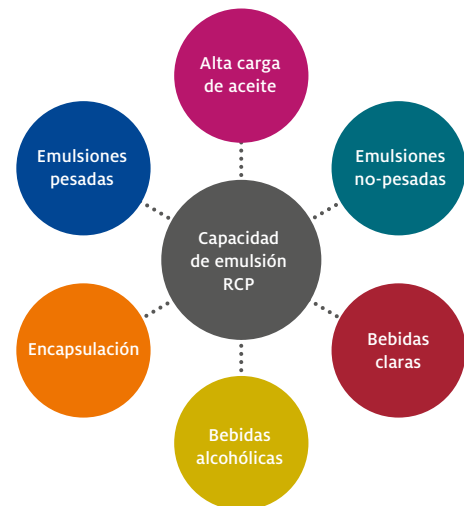 Alta carga
de aceite
Emulsiones
pesadas
Emulsiones
no-pesadas
Capacidad
de emulsión
RCP
Encapsulación
Bebidas
claras
Bebidas
alcohólicas